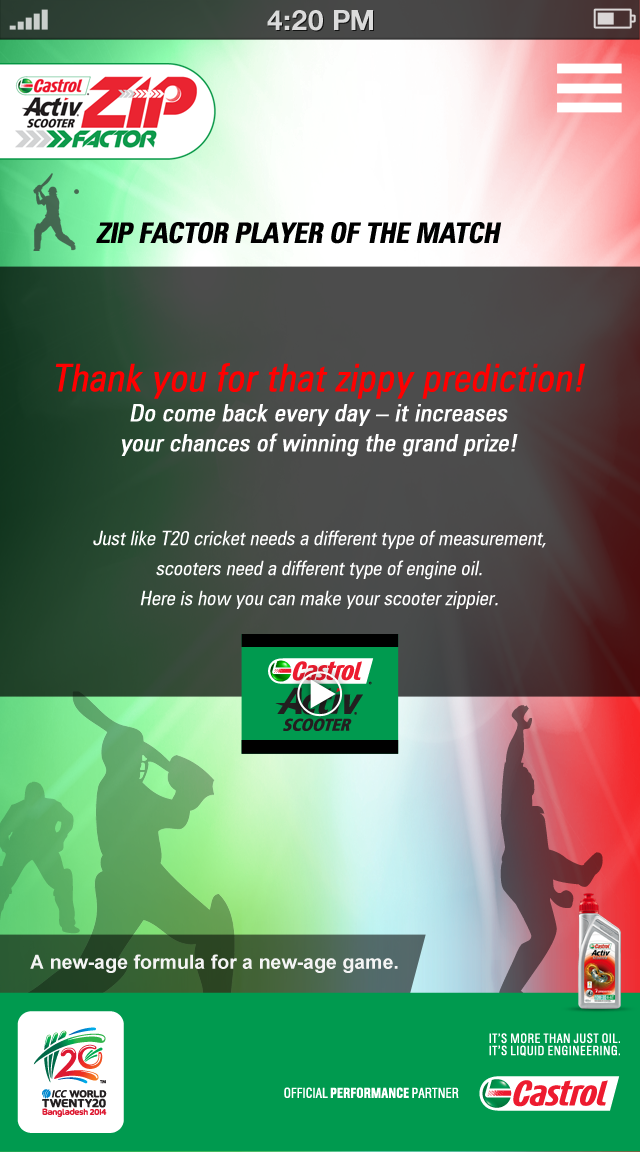 4:20 PM
Castrol
Activ
SCOOTER
ZIP
FACTOR
ZIP FACTOR PLAYER OF THE MATCH
Thank you for that zippy prediction!
Do come back every day – it increases
your chances of winning the grand prize!
Just like T20 cricket needs a different type of measurement,
scooters need a different type of engine oil.
Here is how you can make your scooter zippier.
Castrol
Activ
SCOOTER
A new-age formula for a new-age game.
Castrol
Activ
T20
TM
ICC WORLD
TWENTY20
Bangladesh 2014
IT'S MORE THAN JUST OIL.
IT'S LIQUID ENGINEERING.
OFFICIAL PERFORMANCE PARTNER
Castrol